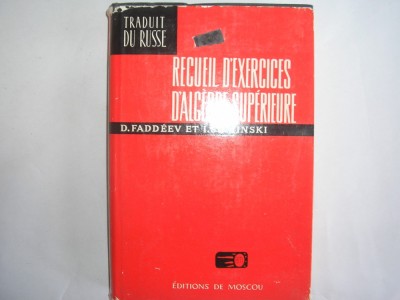 TRADUIT
DU RUSSE
RECUEIL D'EXERCICES
D'ALGÈBRE SUPÉRIEURE
D. FADDÉEV ET
ÉDITIONS DE MOSCOU